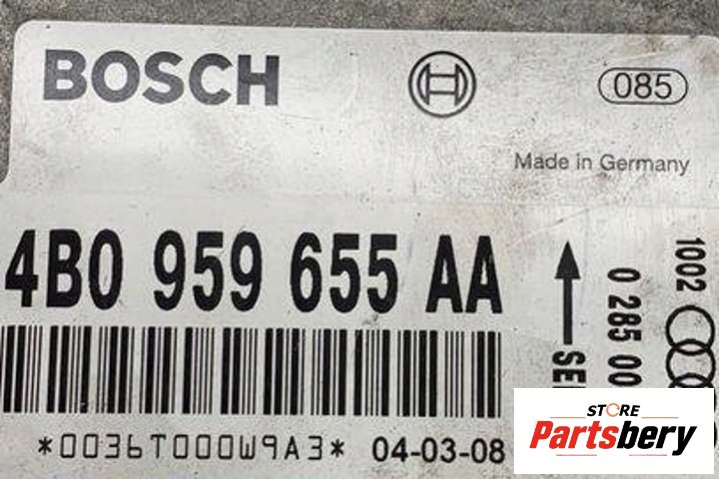 BOSCH
085
Made in Germany
4B0 959 655 AA
*0036T000W9A3* 04-03-08
1002
0 285 00
STORE
Partsbery